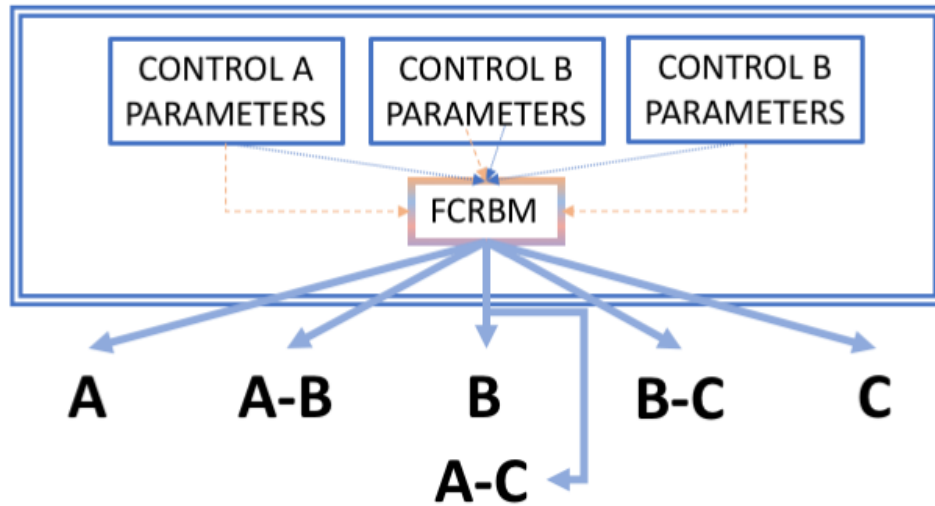 CONTROL A
PARAMETERS
CONTROL B
PARAMETERS
CONTROL B
PARAMETERS
FCRBM
A
A-B
B
B-C
C
A-C